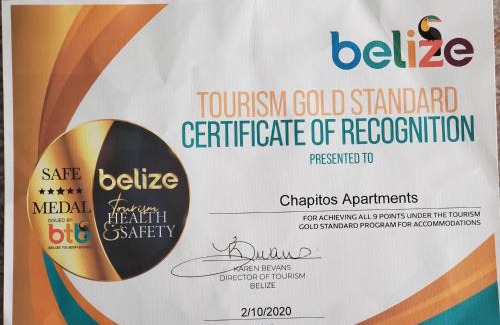 belize
TOURISM GOLD STANDARD
CERTIFICATE OF RECOGNITION
PRESENTED TO
SAFE
MEDAL
ISSUED BY:
btb
BELIZE TOURISM BOARD
belize
Tourism
HEALTH
& SAFETY
Chapitos Apartments
FOR ACHIEVING ALL 9 POINTS UNDER THE TOURISM
GOLD STANDARD PROGRAM FOR ACCOMMODATIONS
KBevans
KAREN BEVANS
DIRECTOR OF TOURISM
BELIZE
2/10/2020